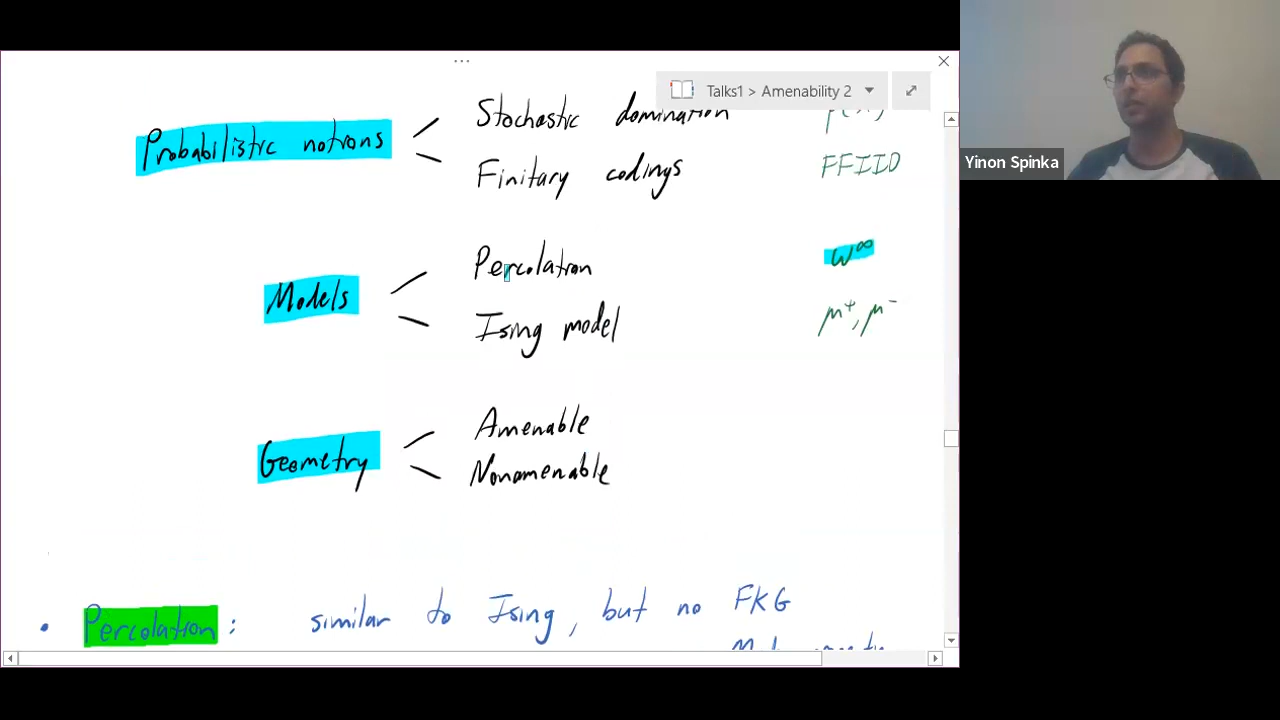 Talks1 > Amenability 2
Yinon Spinka
Probabilistic notions
Stochastic domination
Finitary codings FFIID
Models
Percolation ω^∞
Ising model μ⁺, μ⁻
Geometry
Amenable
Nonamenable
• Percolation: similar to Ising, but no FKG